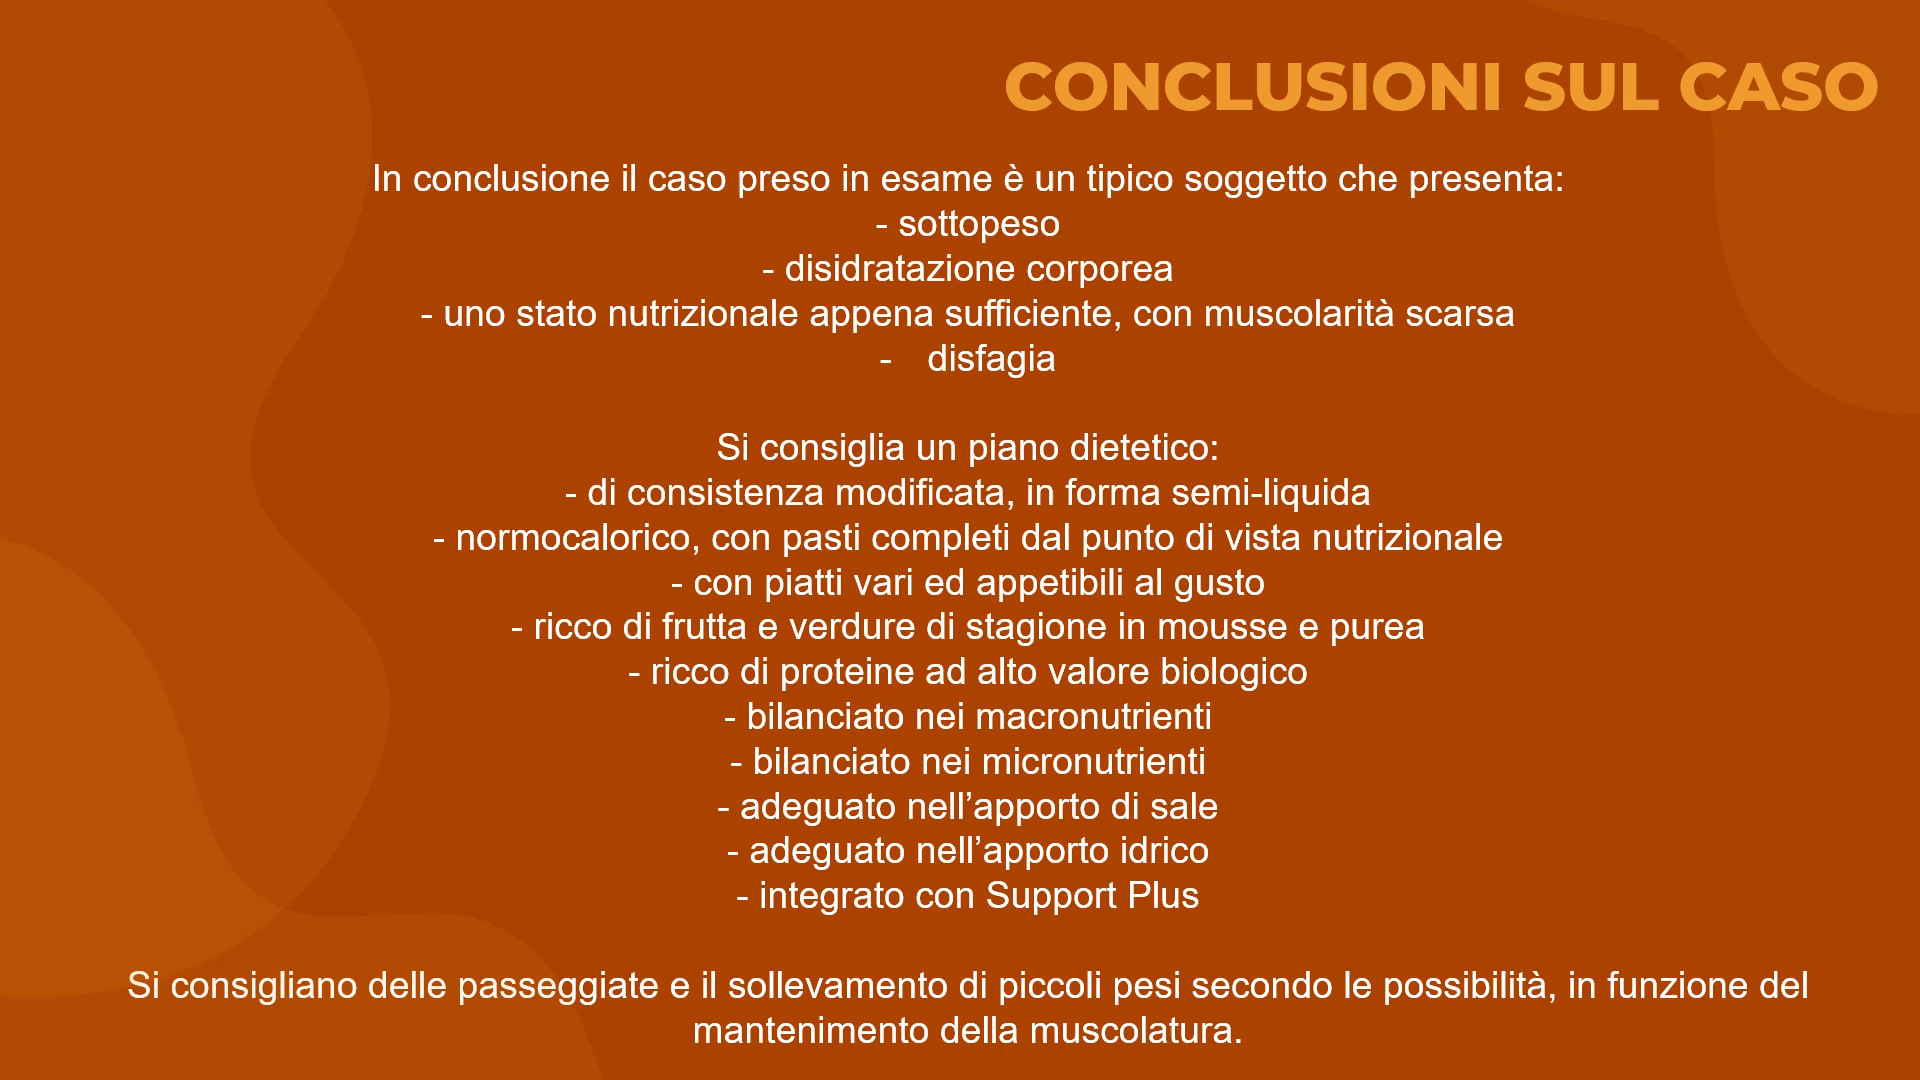 CONCLUSIONI SUL CASO
In conclusione il caso preso in esame è un tipico soggetto che presenta:
- sottopeso
- disidratazione corporea
- uno stato nutrizionale appena sufficiente, con muscolarità scarsa
- disfagia
Si consiglia un piano dietetico:
- di consistenza modificata, in forma semi-liquida
- normocalorico, con pasti completi dal punto di vista nutrizionale
- con piatti vari ed appetibili al gusto
- ricco di frutta e verdure di stagione in mousse e purea
- ricco di proteine ad alto valore biologico
- bilanciato nei macronutrienti
- bilanciato nei micronutrienti
- adeguato nell’apporto di sale
- adeguato nell’apporto idrico
- integrato con Support Plus
Si consigliano delle passeggiate e il sollevamento di piccoli pesi secondo le possibilità, in funzione del
mantenimento della muscolatura.